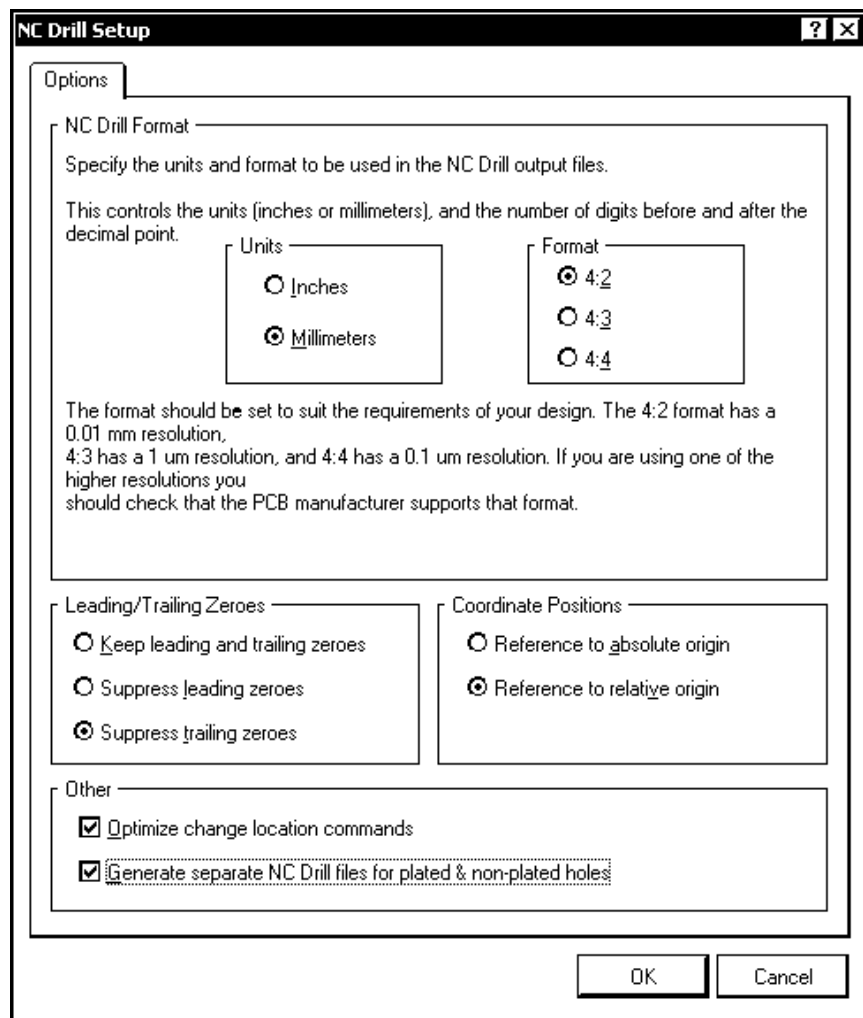 NC Drill Setup
Options
NC Drill Format
Specify the units and format to be used in the NC Drill output files.
This controls the units (inches or millimeters), and the number of digits before and after the
decimal point.
Units
Inches
Millimeters
Format
4:2
4:3
4:4
The format should be set to suit the requirements of your design. The 4:2 format has a
0.01 mm resolution,
4:3 has a 1 um resolution, and 4:4 has a 0.1 um resolution. If you are using one of the
higher resolutions you
should check that the PCB manufacturer supports that format.
Leading/Trailing Zeroes
Keep leading and trailing zeroes
Suppress leading zeroes
Suppress trailing zeroes
Coordinate Positions
Reference to absolute origin
Reference to relative origin
Other
Optimize change location commands
Generate separate NC Drill files for plated & non-plated holes
OK
Cancel